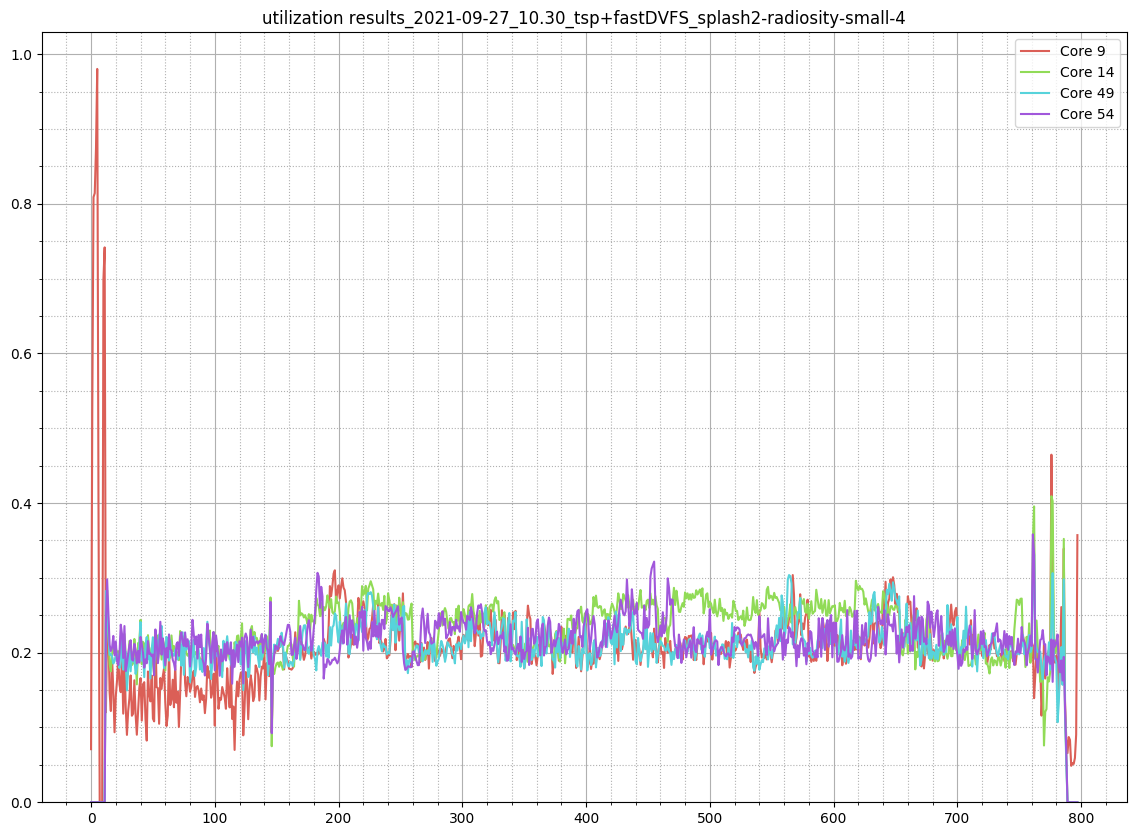 utilization results_2021-09-27_10.30_tsp+fastDVFS_splash2-radiosity-small-4
Core 9
Core 14
Core 49
Core 54
1.0
0.8
0.6
0.4
0.2
0.0
0 100 200 300 400 500 600 700 800